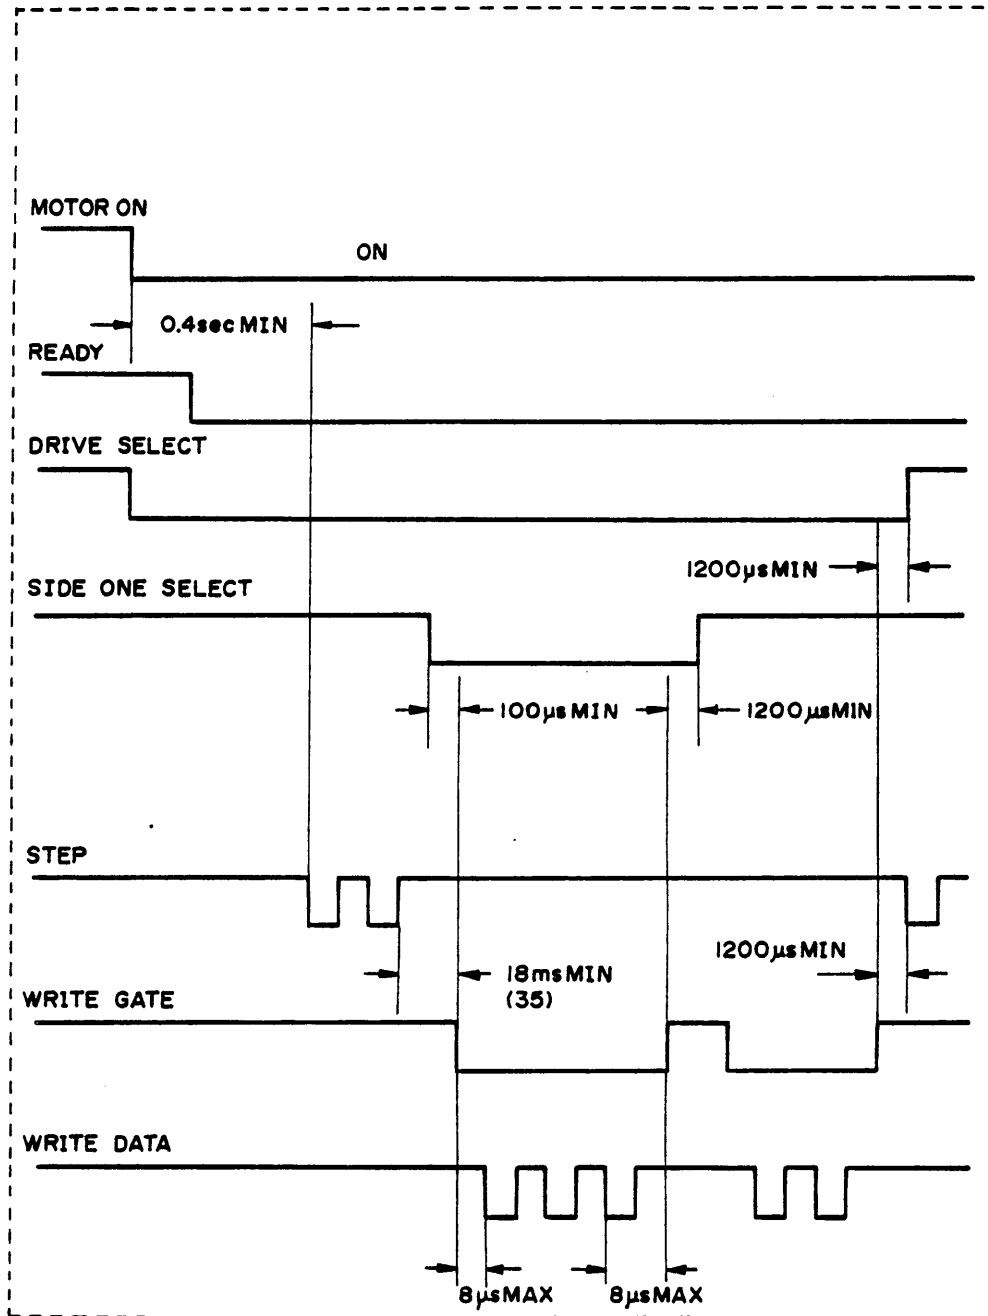 MOTOR ON
ON
0.4sec MIN
READY
DRIVE SELECT
1200µs MIN
SIDE ONE SELECT
100µs MIN
1200µs MIN
STEP
1200µs MIN
18ms MIN
(35)
WRITE GATE
WRITE DATA
8µs MAX
8µs MAX